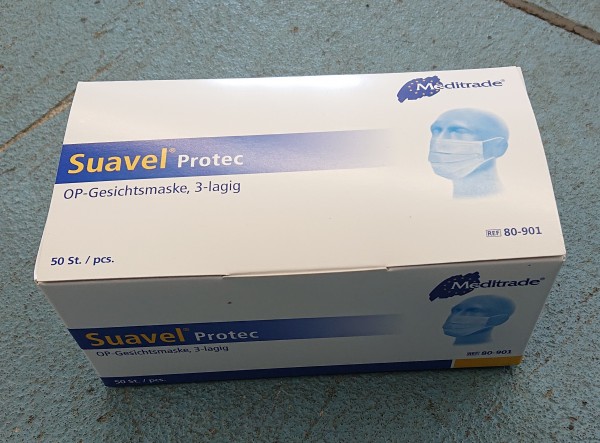 Meditrade®
Suavel® Protec
OP-Gesichtsmaske, 3-lagig
REF 80-901
50 St. / pcs.
Meditrade®
Suavel® Protec
OP-Gesichtsmaske, 3-lagig
REF 80-901
50 St. / pcs.